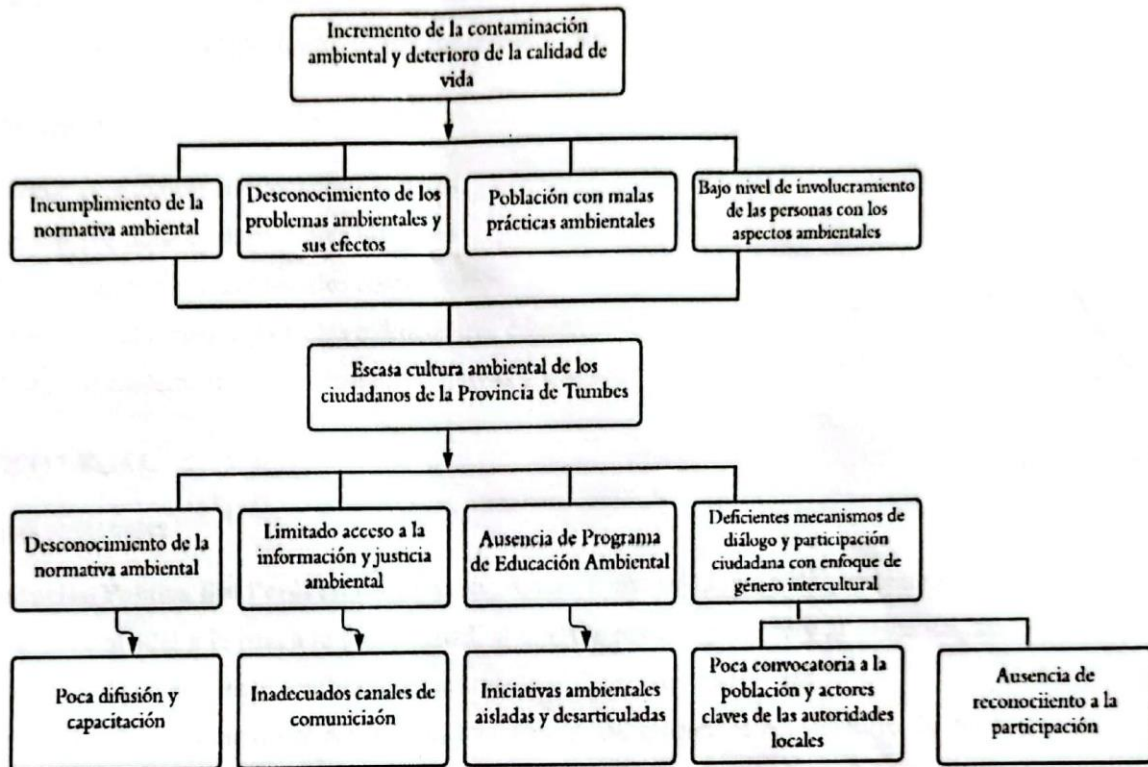 Incremento de la contaminación
ambiental y deterioro de la calidad de
vida
Incumplimiento de la
normativa ambiental
Desconocimiento de los
problemas ambientales y
sus efectos
Población con malas
prácticas ambientales
Bajo nivel de involucramiento
de las personas con los
aspectos ambientales
Escasa cultura ambiental de los
ciudadanos de la Provincia de Tumbes
Desconocimiento de la
normativa ambiental
Limitado acceso a la
información y justicia
ambiental
Ausencia de Programa
de Educación Ambiental
Deficientes mecanismos de
diálogo y participación
ciudadana con enfoque de
género intercultural
Poca difusión y
capacitación
Inadecuados canales de
comuniciaón
Iniciativas ambientales
aisladas y desarticuladas
Poca convocatoria a la
población y actores
claves de las autoridades
locales
Ausencia de
reconociiento a la
participación